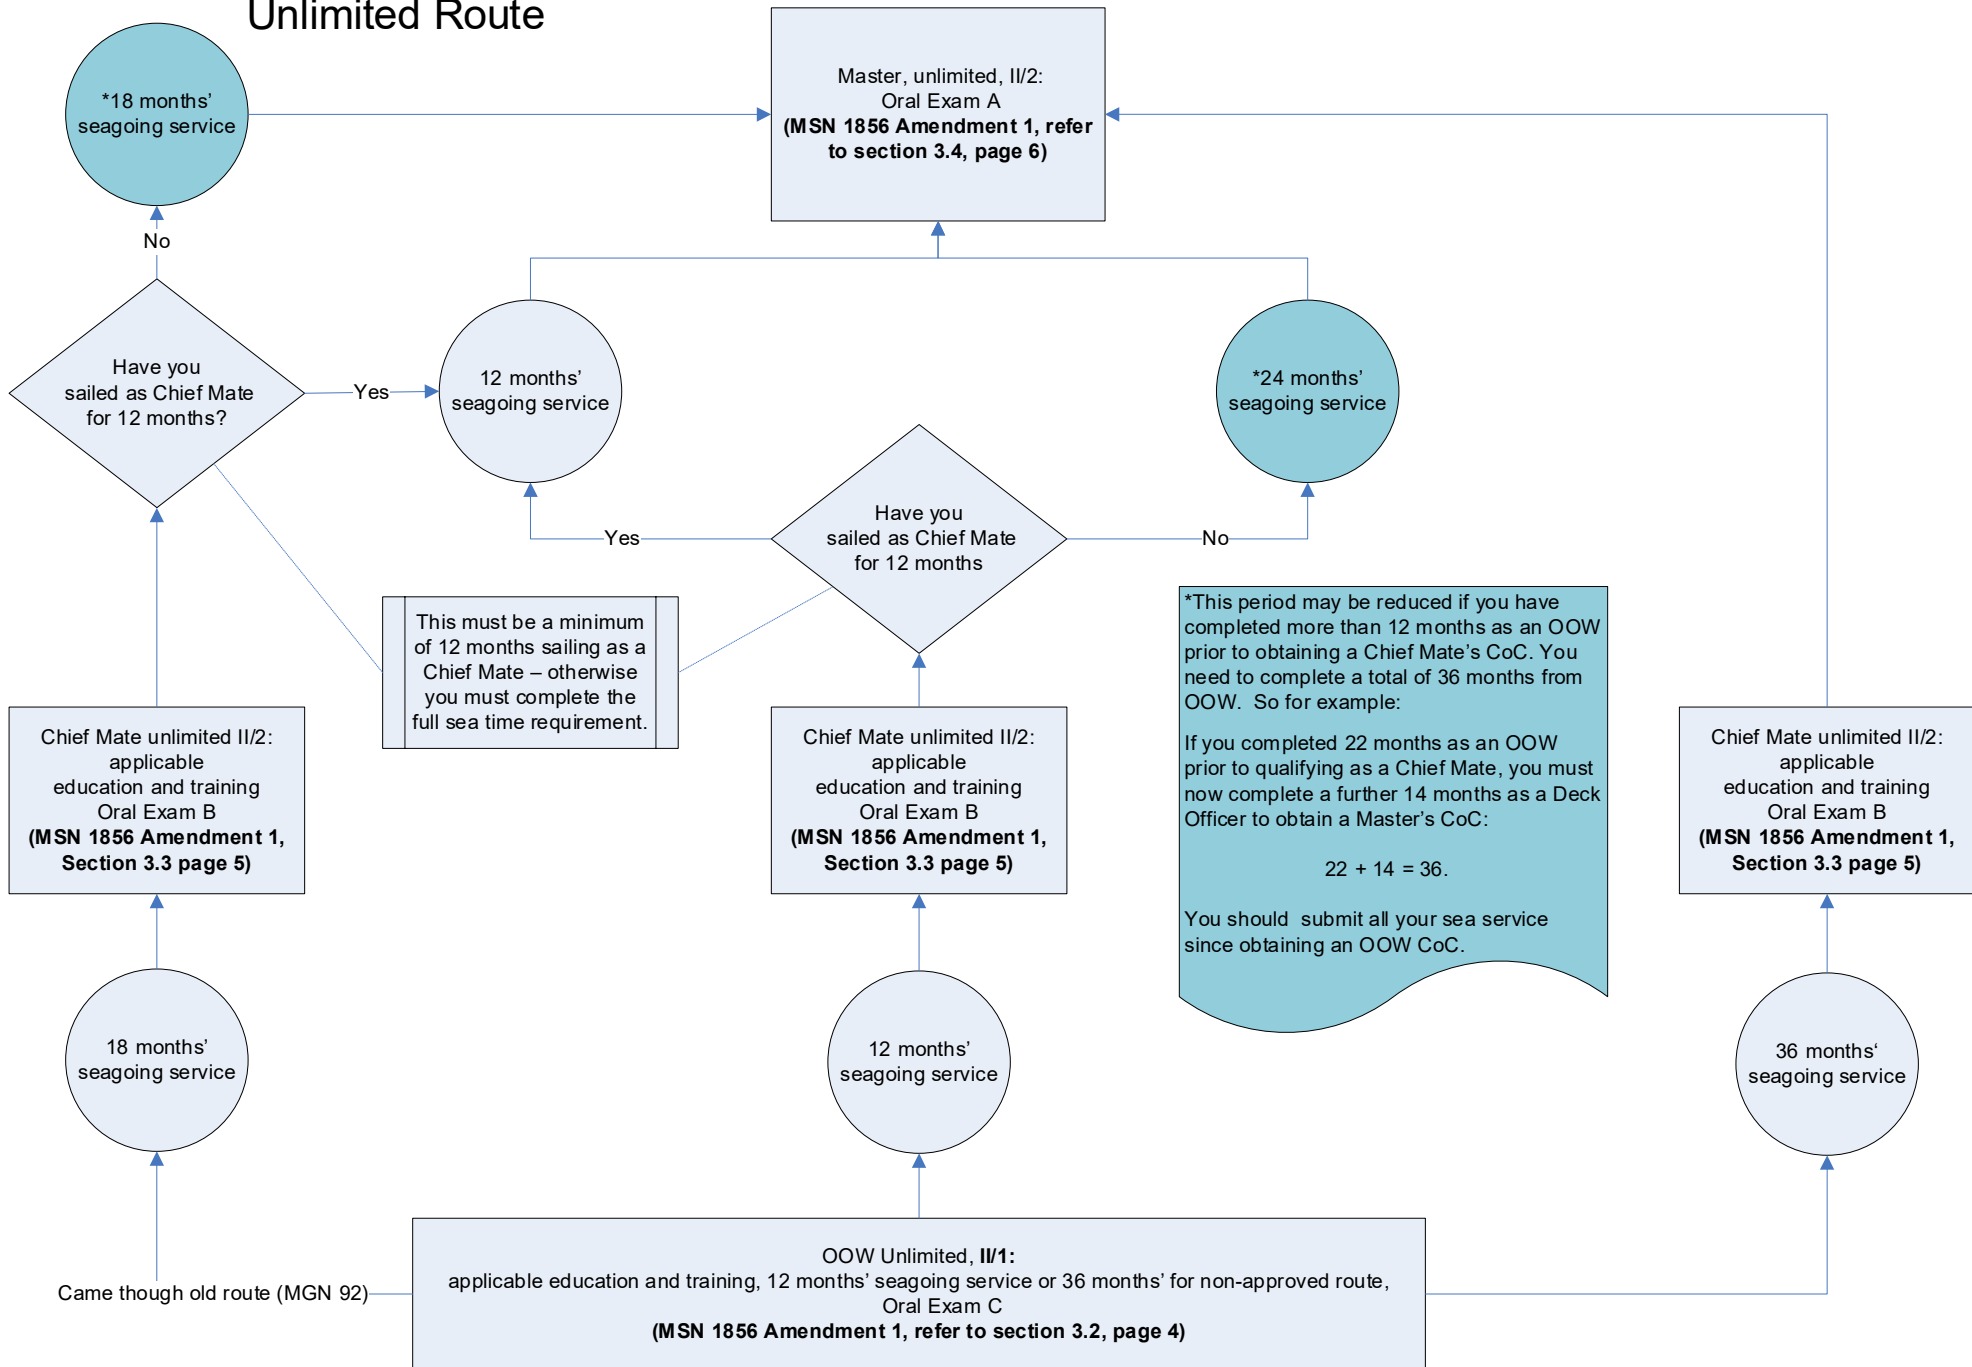 Unlimited Route
*18 months’
seagoing service
Master, unlimited, II/2:
Oral Exam A
(MSN 1856 Amendment 1, refer
to section 3.4, page 6)
No
Have you
sailed as Chief Mate
for 12 months?
Yes
12 months’
seagoing service
*24 months’
seagoing service
Have you
sailed as Chief Mate
for 12 months
Yes
No
This must be a minimum
of 12 months sailing as a
Chief Mate – otherwise
you must complete the
full sea time requirement.
*This period may be reduced if you have
completed more than 12 months as an OOW
prior to obtaining a Chief Mate’s CoC. You
need to complete a total of 36 months from
OOW.  So for example:
If you completed 22 months as an OOW
prior to qualifying as a Chief Mate, you must
now complete a further 14 months as a Deck
Officer to obtain a Master’s CoC:
22 + 14 = 36.
You should  submit all your sea service
since obtaining an OOW CoC.
Chief Mate unlimited II/2:
applicable
education and training
Oral Exam B
(MSN 1856 Amendment 1,
Section 3.3 page 5)
Chief Mate unlimited II/2:
applicable
education and training
Oral Exam B
(MSN 1856 Amendment 1,
Section 3.3 page 5)
Chief Mate unlimited II/2:
applicable
education and training
Oral Exam B
(MSN 1856 Amendment 1,
Section 3.3 page 5)
18 months’
seagoing service
12 months’
seagoing service
36 months‘
seagoing service
Came though old route (MGN 92)
OOW Unlimited, II/1:
applicable education and training, 12 months’ seagoing service or 36 months’ for non-approved route,
Oral Exam C
(MSN 1856 Amendment 1, refer to section 3.2, page 4)